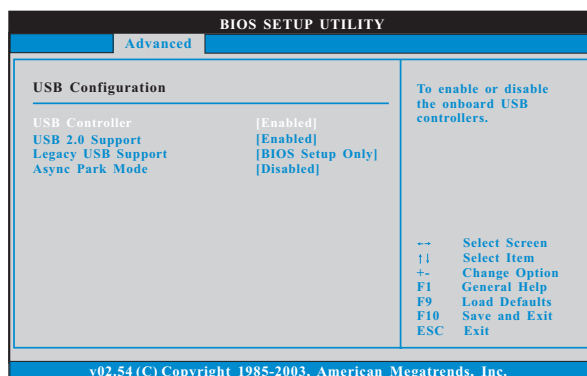 BIOS SETUP UTILITY
Advanced
USB Configuration
USB Controller [Enabled]
USB 2.0 Support [Enabled]
Legacy USB Support [BIOS Setup Only]
Async Park Mode [Disabled]
To enable or disable
the onboard USB
controllers.
←→ Select Screen
↑↓ Select Item
+- Change Option
F1 General Help
F9 Load Defaults
F10 Save and Exit
ESC Exit
v02.54 (C) Copyright 1985-2003, American Megatrends, Inc.